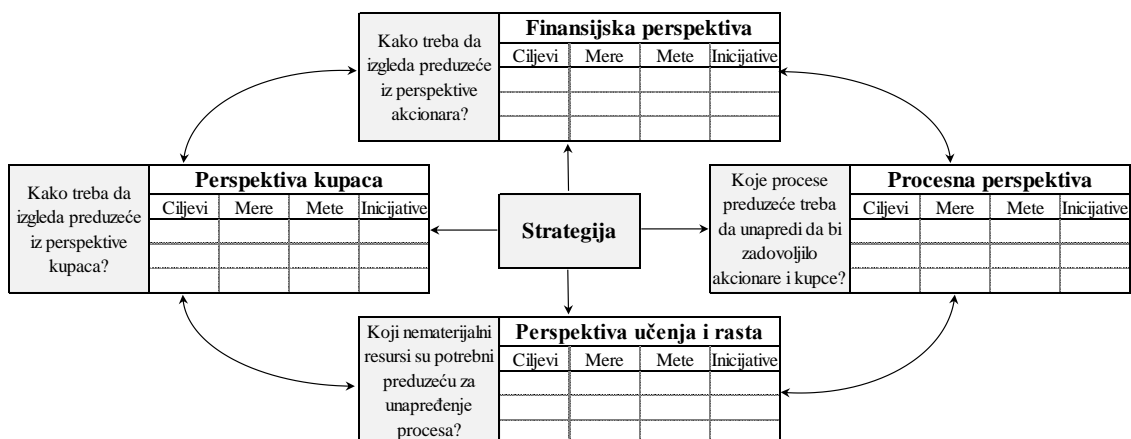 Kako treba da
izgleda preduzeće
iz perspektive
akcionara?
Finansijska perspektiva
Ciljevi Mere Mete Inicijative
Kako treba da
izgleda preduzeće
iz perspektive
kupaca?
Perspektiva kupaca
Ciljevi Mere Mete Inicijative
Strategija
Koje procese
preduzeće treba
da unapredi da bi
zadovoljilo
akcionare i kupce?
Procesna perspektiva
Ciljevi Mere Mete Inicijative
Koji nematerijalni
resursi su potrebni
preduzeću za
unapređenje
procesa?
Perspektiva učenja i rasta
Ciljevi Mere Mete Inicijative